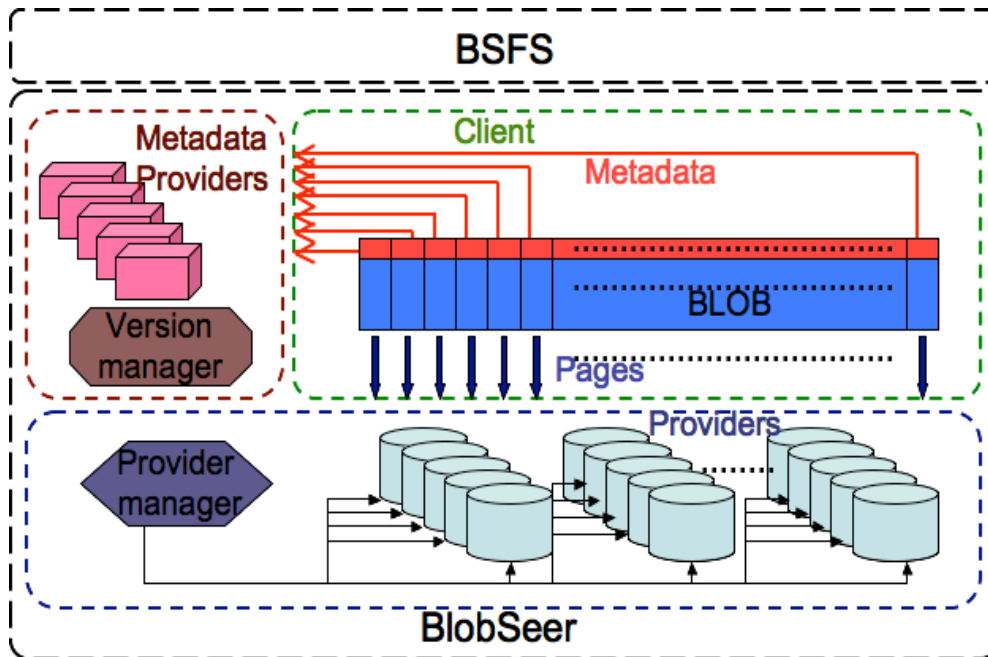 BSFS
Metadata
Providers
Client
Metadata
BLOB
Version
manager
Pages
Providers
Provider
manager
BlobSeer